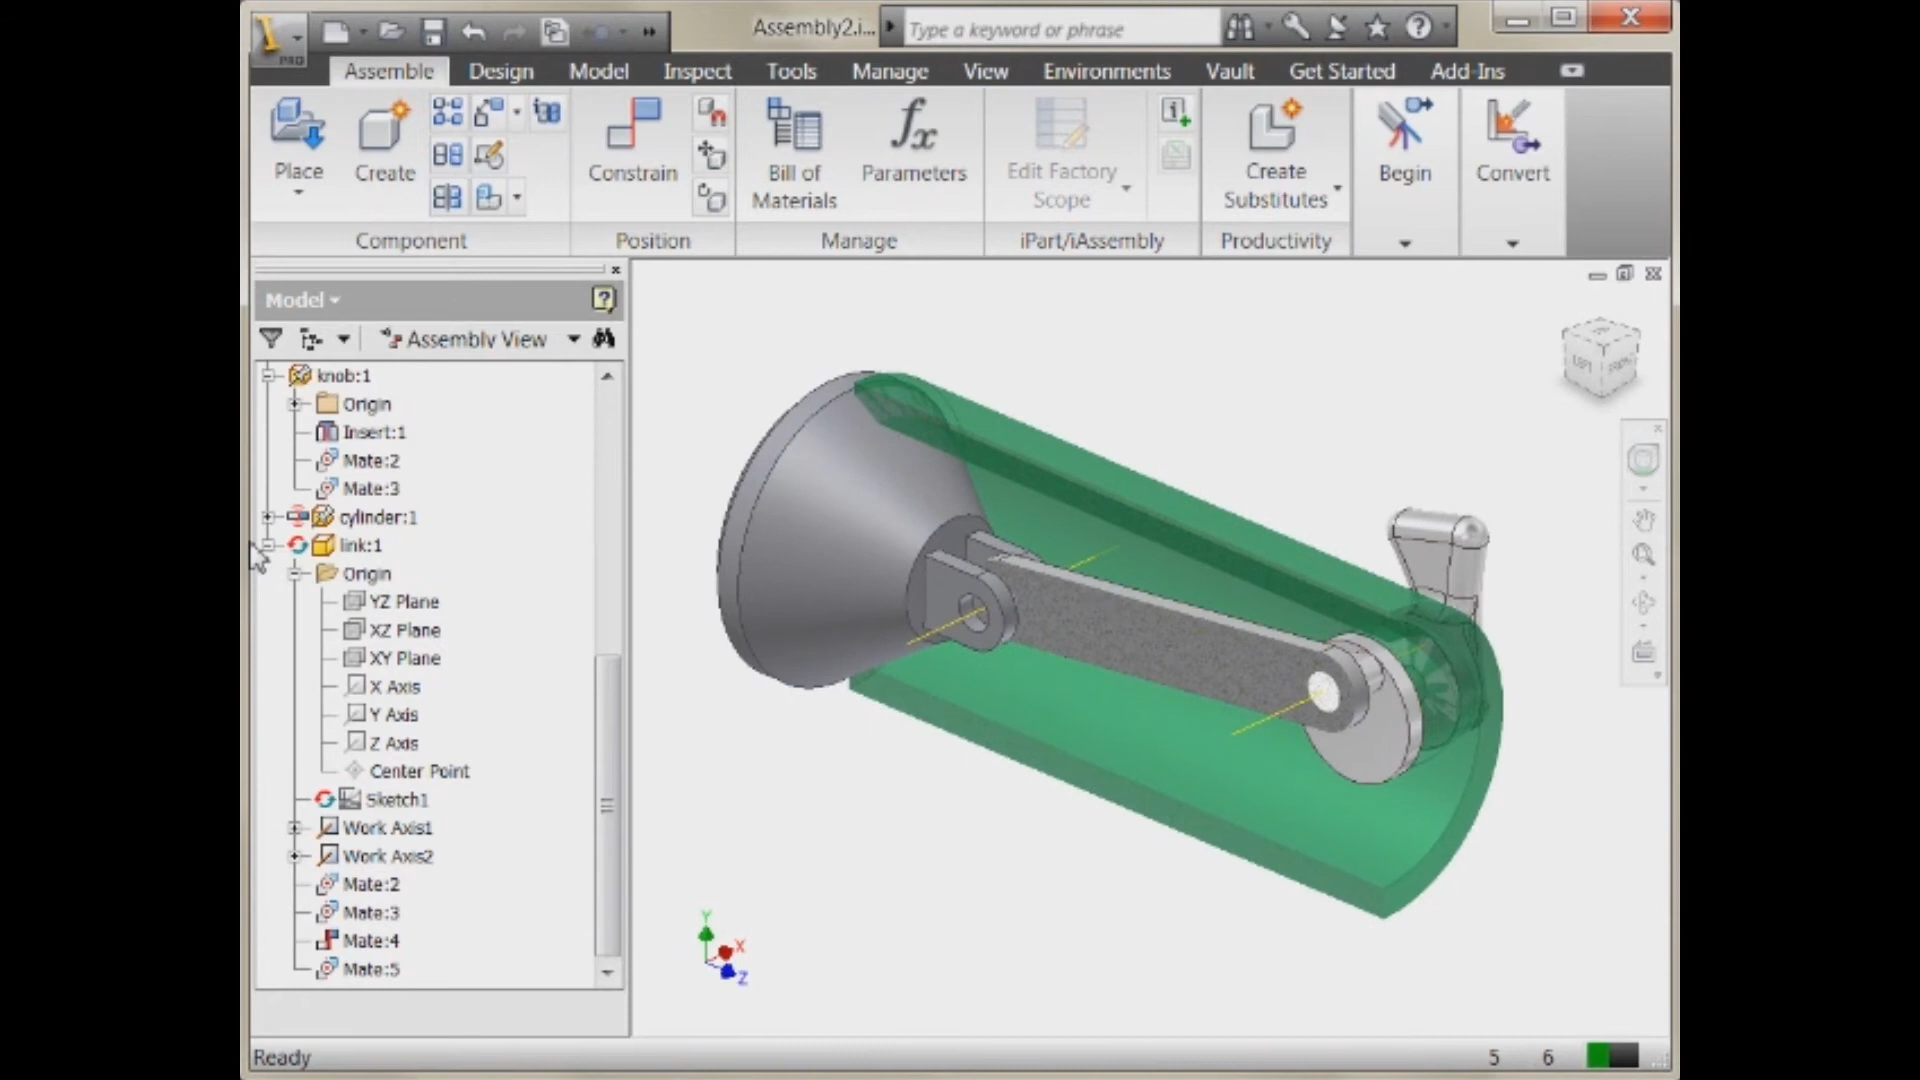 PRO
Assembly2.i...
Type a keyword or phrase
Assemble Design Model Inspect Tools Manage View Environments Vault Get Started Add-Ins
Place
Create
Constrain
Bill of
Materials
fx
Parameters
Edit Factory
Scope
Create
Substitutes
Begin
Convert
Component Position Manage iPart/iAssembly Productivity
Model
Assembly View
knob:1
Origin
Insert:1
Mate:2
Mate:3
cylinder:1
link:1
Origin
YZ Plane
XZ Plane
XY Plane
X Axis
Y Axis
Z Axis
Center Point
Sketch1
Work Axis1
Work Axis2
Mate:2
Mate:3
Mate:4
Mate:5
LEFT
FRONT
Y
X
Z
Ready
5 6